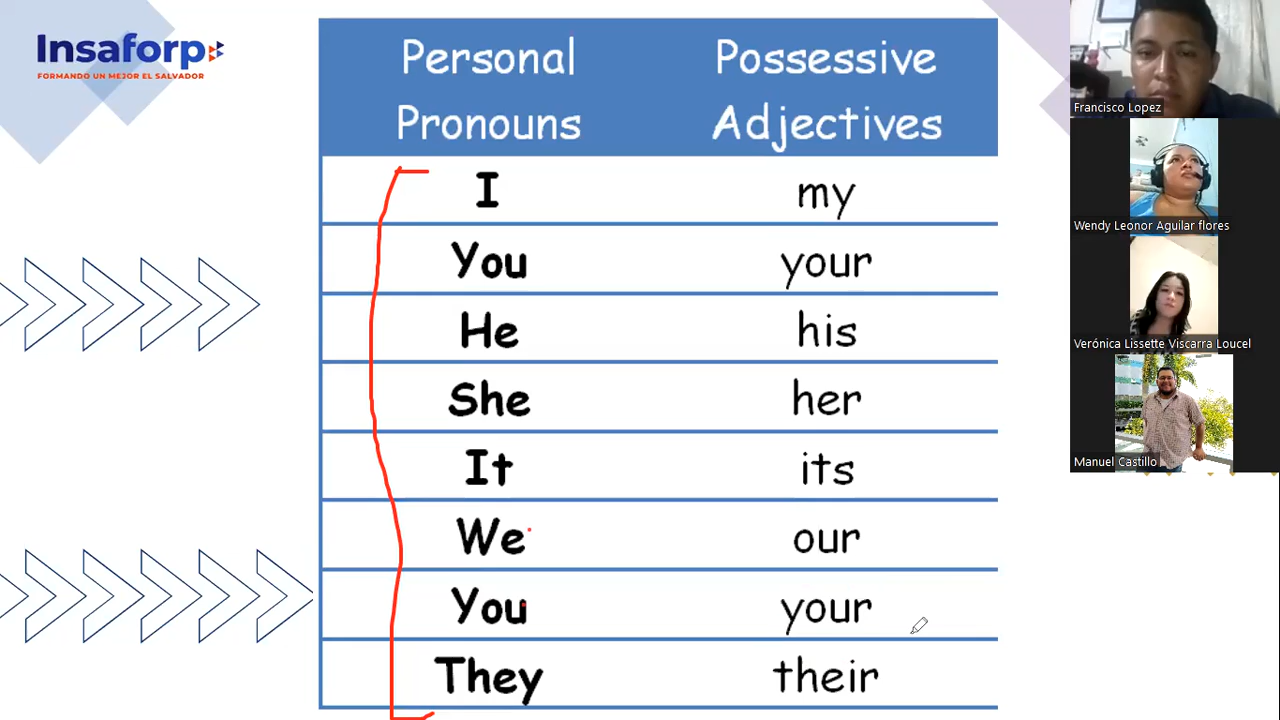 Insaforp
FORMANDO UN MEJOR EL SALVADOR
Personal Pronouns
Possessive Adjectives
I my
You your
He his
She her
It its
We our
You your
They their
Francisco Lopez
Wendy Leonor Aguilar flores
Verónica Lissette Viscarra Loucel
Manuel Castillo